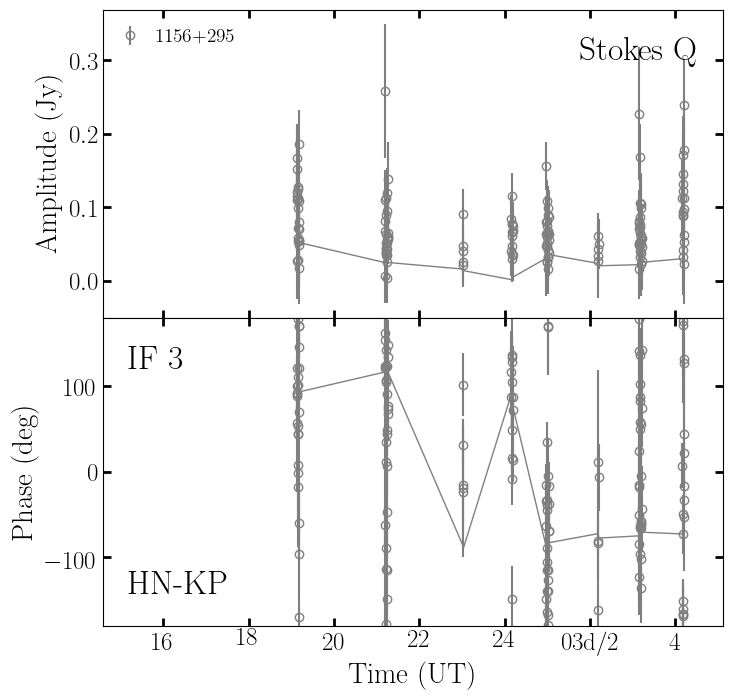 1156+295
Stokes Q
Amplitude (Jy)
0.3
0.2
0.1
0.0
IF 3
HN-KP
Phase (deg)
100
0
−100
16 18 20 22 24 03d/2 4
Time (UT)